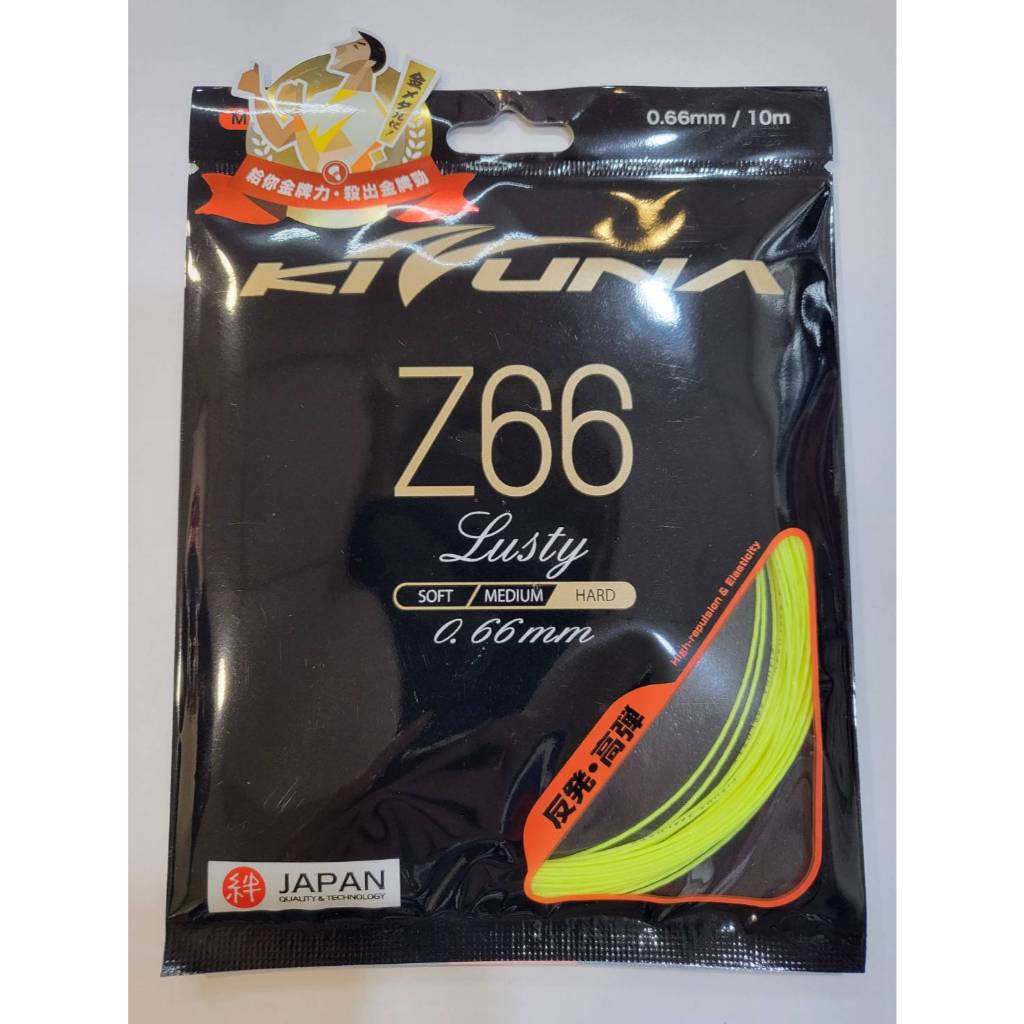 金メダルだ!
M
0.66mm / 10m
給你金牌力·殺出金牌勁
KIZUNA
Z66
Lusty
SOFT / MEDIUM / HARD
0.66mm
High-repulsion & Elasticity
反発·高弾
絆 JAPAN
QUALITY & TECHNOLOGY